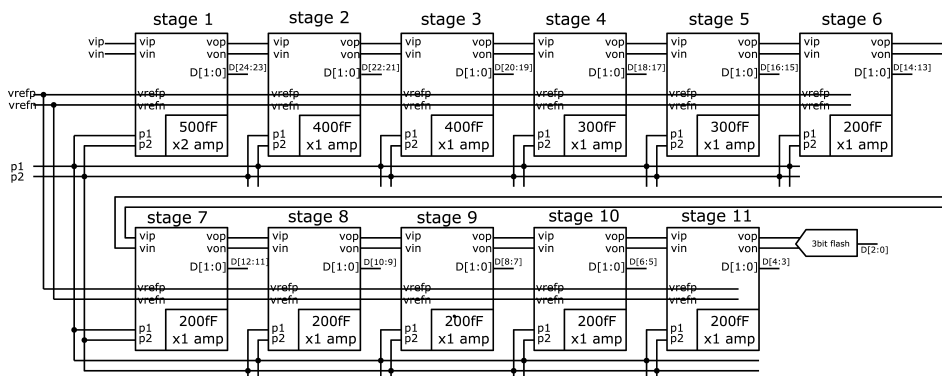 stage 1 stage 2 stage 3 stage 4 stage 5 stage 6
vip vip vop vip vop vip vop vip vop vip vop vip vop
vin vin von vin von vin von vin von vin von vin von
D[1:0] D[24:23] D[1:0] D[22:21] D[1:0] D[20:19] D[1:0] D[18:17] D[1:0] D[16:15] D[1:0] D[14:13]
vrefp vrefp vrefp vrefp vrefp vrefp vrefp
vrefn vrefn vrefn vrefn vrefn vrefn vrefn
500fF 400fF 400fF 300fF 300fF 200fF
p1 p1 p1 p1 p1 p1
p2 x2 amp p2 x1 amp p2 x1 amp p2 x1 amp p2 x1 amp p2 x1 amp
p1
p2
stage 7 stage 8 stage 9 stage 10 stage 11
vip vop vip vop vip vop vip vop vip vop
vin von vin von vin von vin von vin von 3bit flash
D[2:0]
D[1:0] D[12:11] D[1:0] D[10:9] D[1:0] D[8:7] D[1:0] D[6:5] D[1:0] D[4:3]
vrefp vrefp vrefp vrefp vrefp
vrefn vrefn vrefn vrefn vrefn
200fF 200fF 200fF 200fF 200fF
p1 p1 p1 p1 p1
p2 x1 amp p2 x1 amp p2 x1 amp p2 x1 amp p2 x1 amp